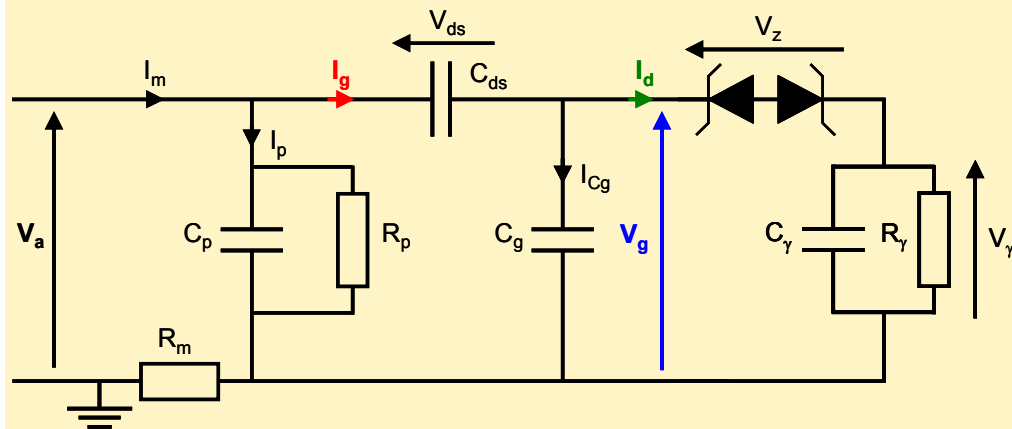 V_ds
V_z
I_m
I_g
C_ds
I_d
I_p
I_Cg
V_a
C_p
R_p
C_g
V_g
C_γ
R_γ
V_γ
R_m